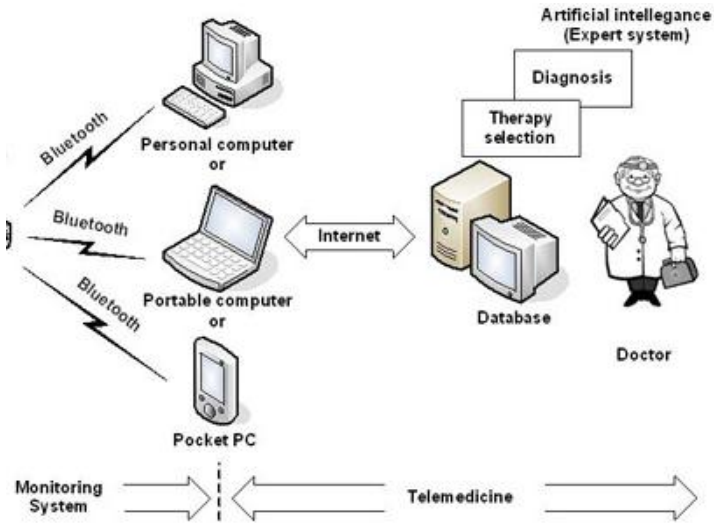 Artificial intellegance
(Expert system)
Diagnosis
Therapy
selection
Bluetooth
Personal computer
or
Bluetooth
Internet
Portable computer
or
Bluetooth
Database
Doctor
Pocket PC
Monitoring
System
Telemedicine